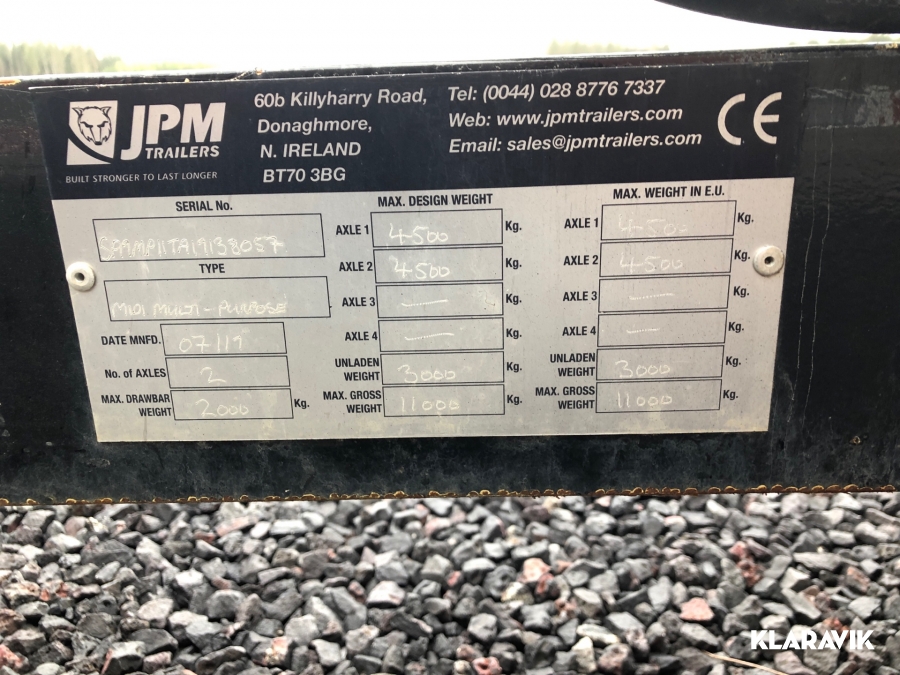 JPM
TRAILERS
BUILT STRONGER TO LAST LONGER
60b Killyharry Road,
Donaghmore,
N. IRELAND
BT70 3BG
Tel: (0044) 028 8776 7337
Web: www.jpmtrailers.com
Email: sales@jpmtrailers.com
CE
SERIAL No.
TYPE
MIDI MULTI-PURPOSE
DATE MNFD. 07/19
No. of AXLES 2
MAX. DRAWBAR WEIGHT 2000 Kg.
MAX. DESIGN WEIGHT
AXLE 1 4500 Kg.
AXLE 2 4500 Kg.
AXLE 3 — Kg.
AXLE 4 — Kg.
UNLADEN WEIGHT 3000 Kg.
MAX. GROSS WEIGHT 11000 Kg.
MAX. WEIGHT IN E.U.
AXLE 1 4500 Kg.
AXLE 2 4500 Kg.
AXLE 3 — Kg.
AXLE 4 — Kg.
UNLADEN WEIGHT 3000 Kg.
MAX. GROSS WEIGHT 11000 Kg.
KLARAVIK